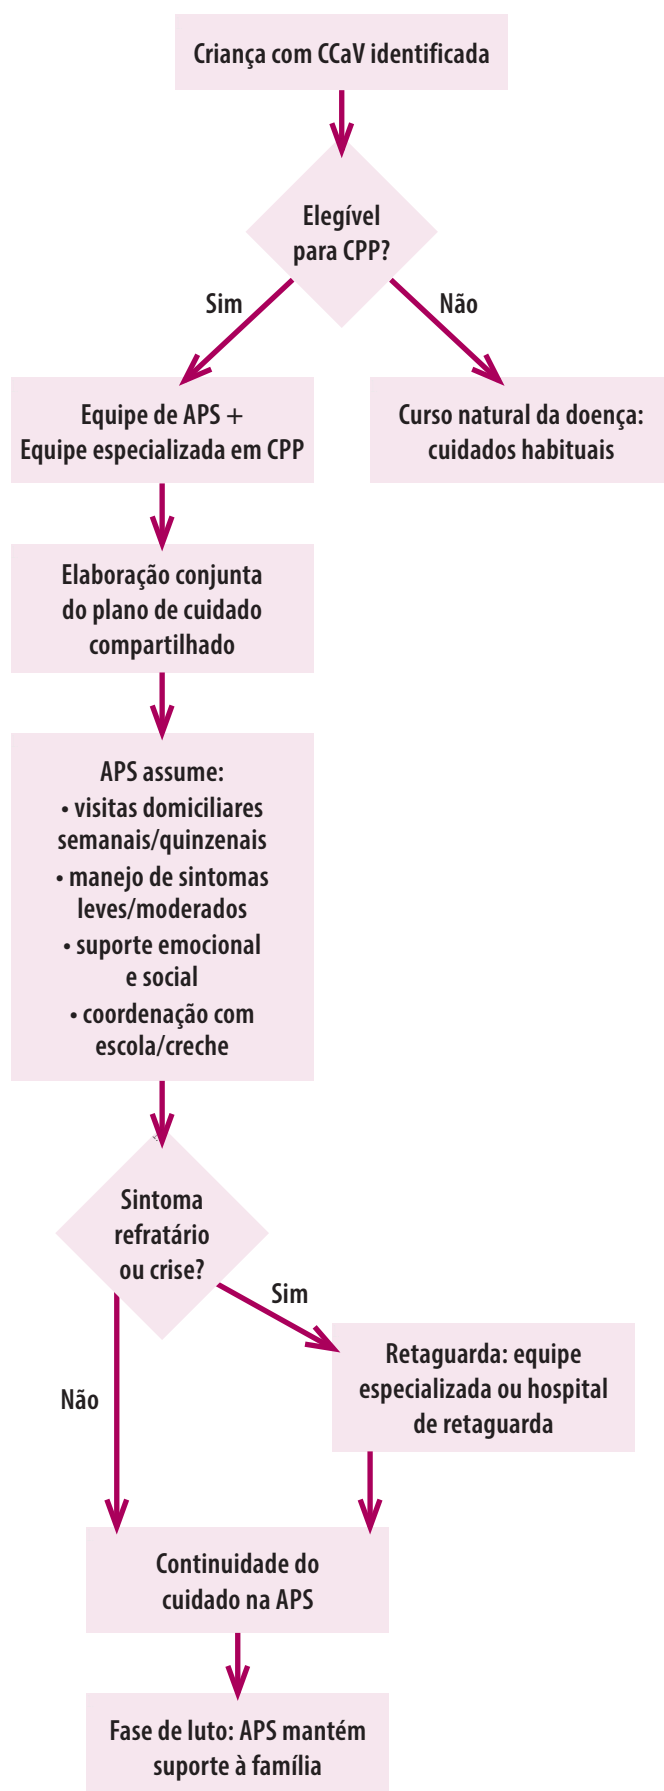 Criança com CCaV identificada
Elegível
para CPP?
Sim
Não
Equipe de APS +
Equipe especializada em CPP
Curso natural da doença:
cuidados habituais
Elaboração conjunta
do plano de cuidado
compartilhado
APS assume:
• visitas domiciliares
semanais/quinzenais
• manejo de sintomas
leves/moderados
• suporte emocional
e social
• coordenação com
escola/creche
Sintoma
refratário
ou crise?
Sim
Não
Retaguarda: equipe
especializada ou hospital
de retaguarda
Continuidade do
cuidado na APS
Fase de luto: APS mantém
suporte à família